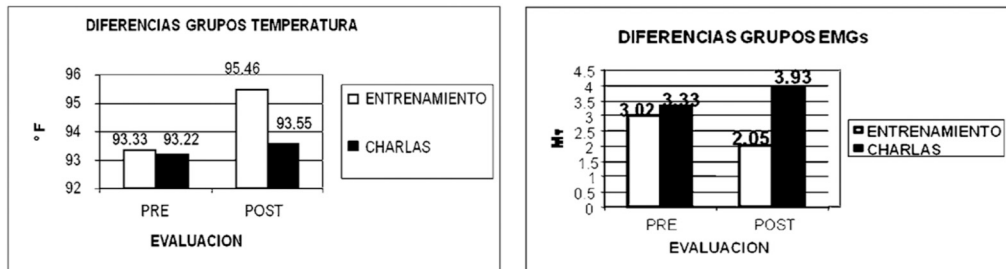 DIFERENCIAS GRUPOS TEMPERATURA
96
95
94
93
92
° F
95.46
93.33
93.22
93.55
ENTRENAMIENTO
CHARLAS
PRE
POST
EVALUACION
DIFERENCIAS GRUPOS EMGs
4.5
4
3.5
3
2.5
2
1.5
1
0.5
0
Mv
3.02
3.33
2.05
3.93
ENTRENAMIENTO
CHARLAS
PRE
POST
EVALUACION